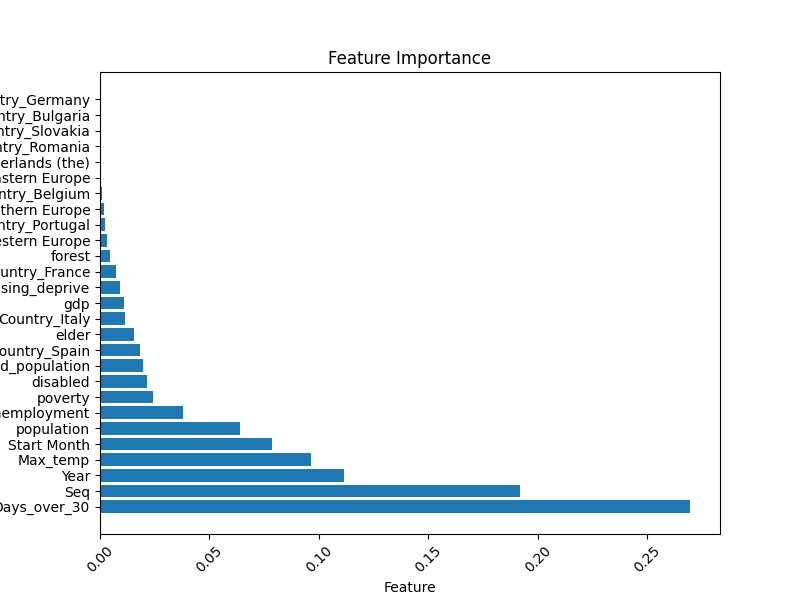 Feature Importance
try_Germany
ntry_Bulgaria
ntry_Slovakia
ntry_Romania
erlands (the)
astern Europe
ntry_Belgium
thern Europe
ntry_Portugal
estern Europe
forest
untry_France
sing_deprive
gdp
Country_Italy
elder
ountry_Spain
d_population
disabled
poverty
nemployment
population
Start Month
Max_temp
Year
Seq
Days_over_30
0.00 0.05 0.10 0.15 0.20 0.25
Feature